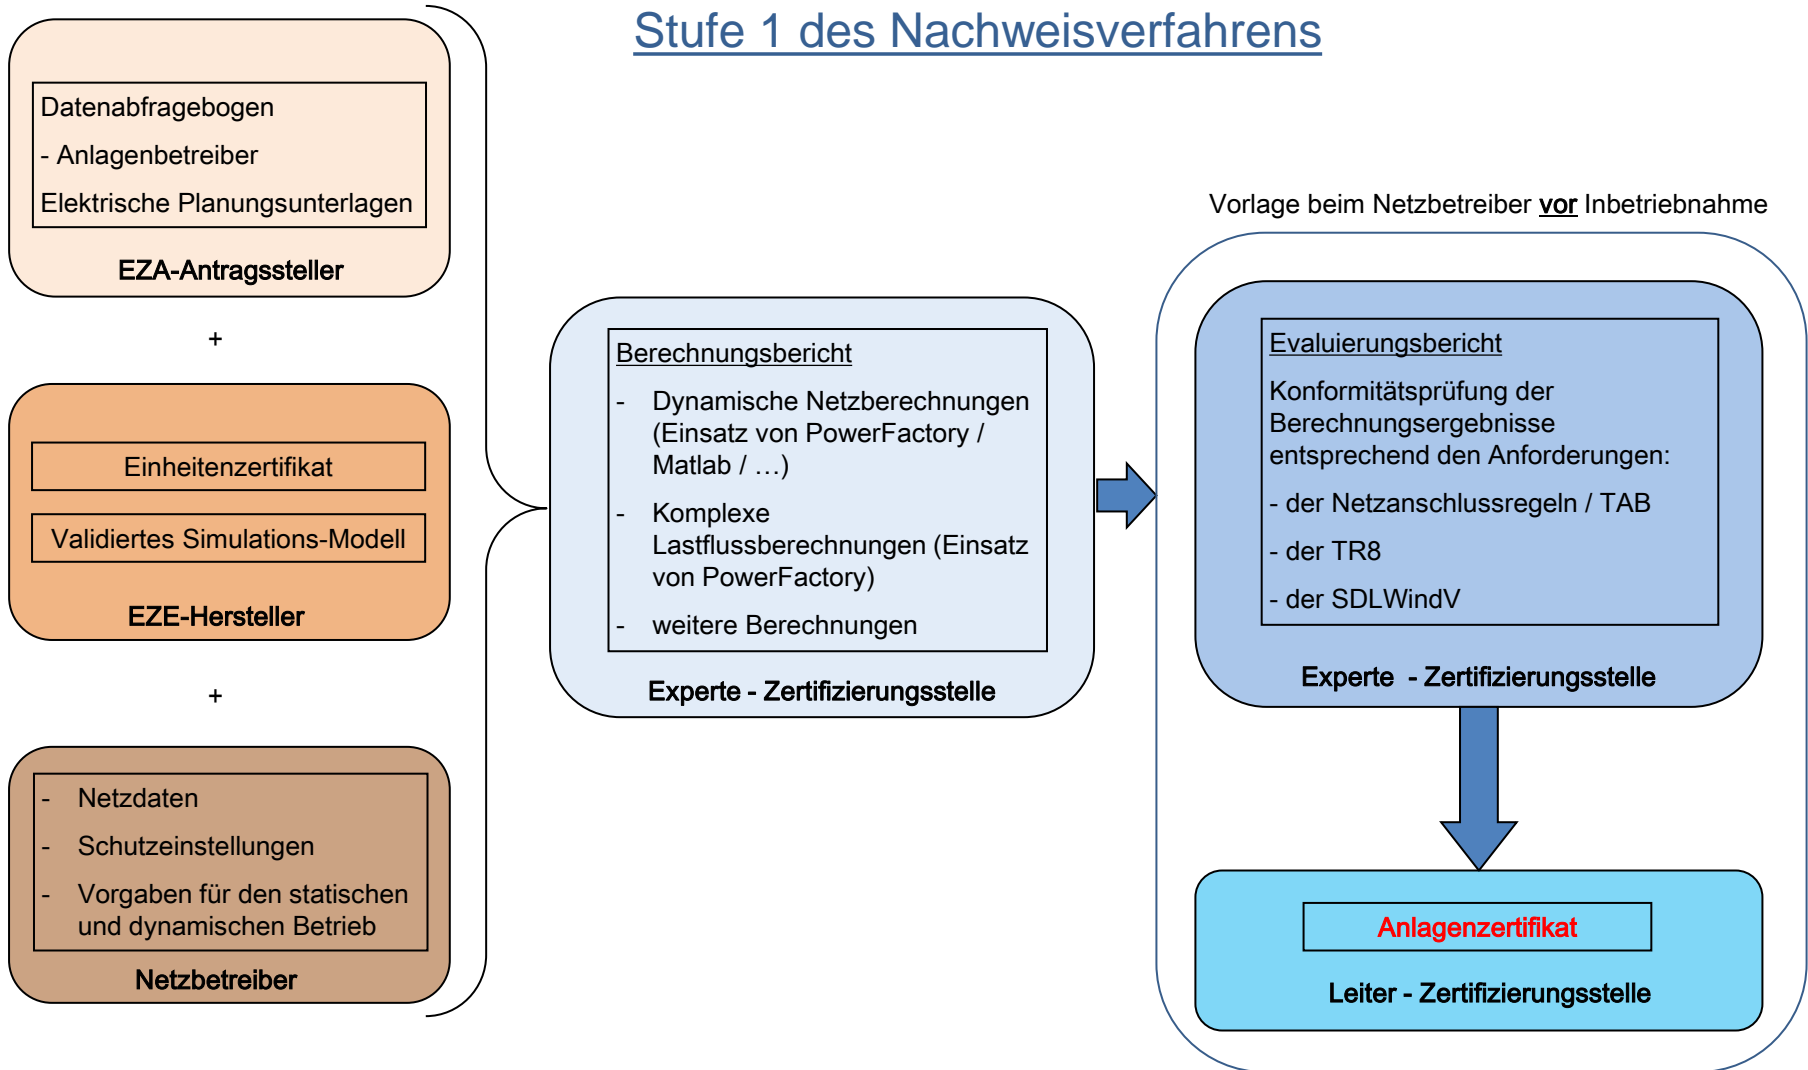 Stufe 1 des Nachweisverfahrens
Datenabfragebogen
- Anlagenbetreiber
Elektrische Planungsunterlagen
EZA-Antragssteller
+
Einheitenzertifikat
Validiertes Simulations-Modell
EZE-Hersteller
+
- Netzdaten
- Schutzeinstellungen
- Vorgaben für den statischen
und dynamischen Betrieb
Netzbetreiber
Berechnungsbericht
- Dynamische Netzberechnungen
(Einsatz von PowerFactory /
Matlab / …)
- Komplexe
Lastflussberechnungen (Einsatz
von PowerFactory)
- weitere Berechnungen
Experte - Zertifizierungsstelle
Vorlage beim Netzbetreiber vor Inbetriebnahme
Evaluierungsbericht
Konformitätsprüfung der
Berechnungsergebnisse
entsprechend den Anforderungen:
- der Netzanschlussregeln / TAB
- der TR8
- der SDLWindV
Experte - Zertifizierungsstelle
Anlagenzertifikat
Leiter - Zertifizierungsstelle